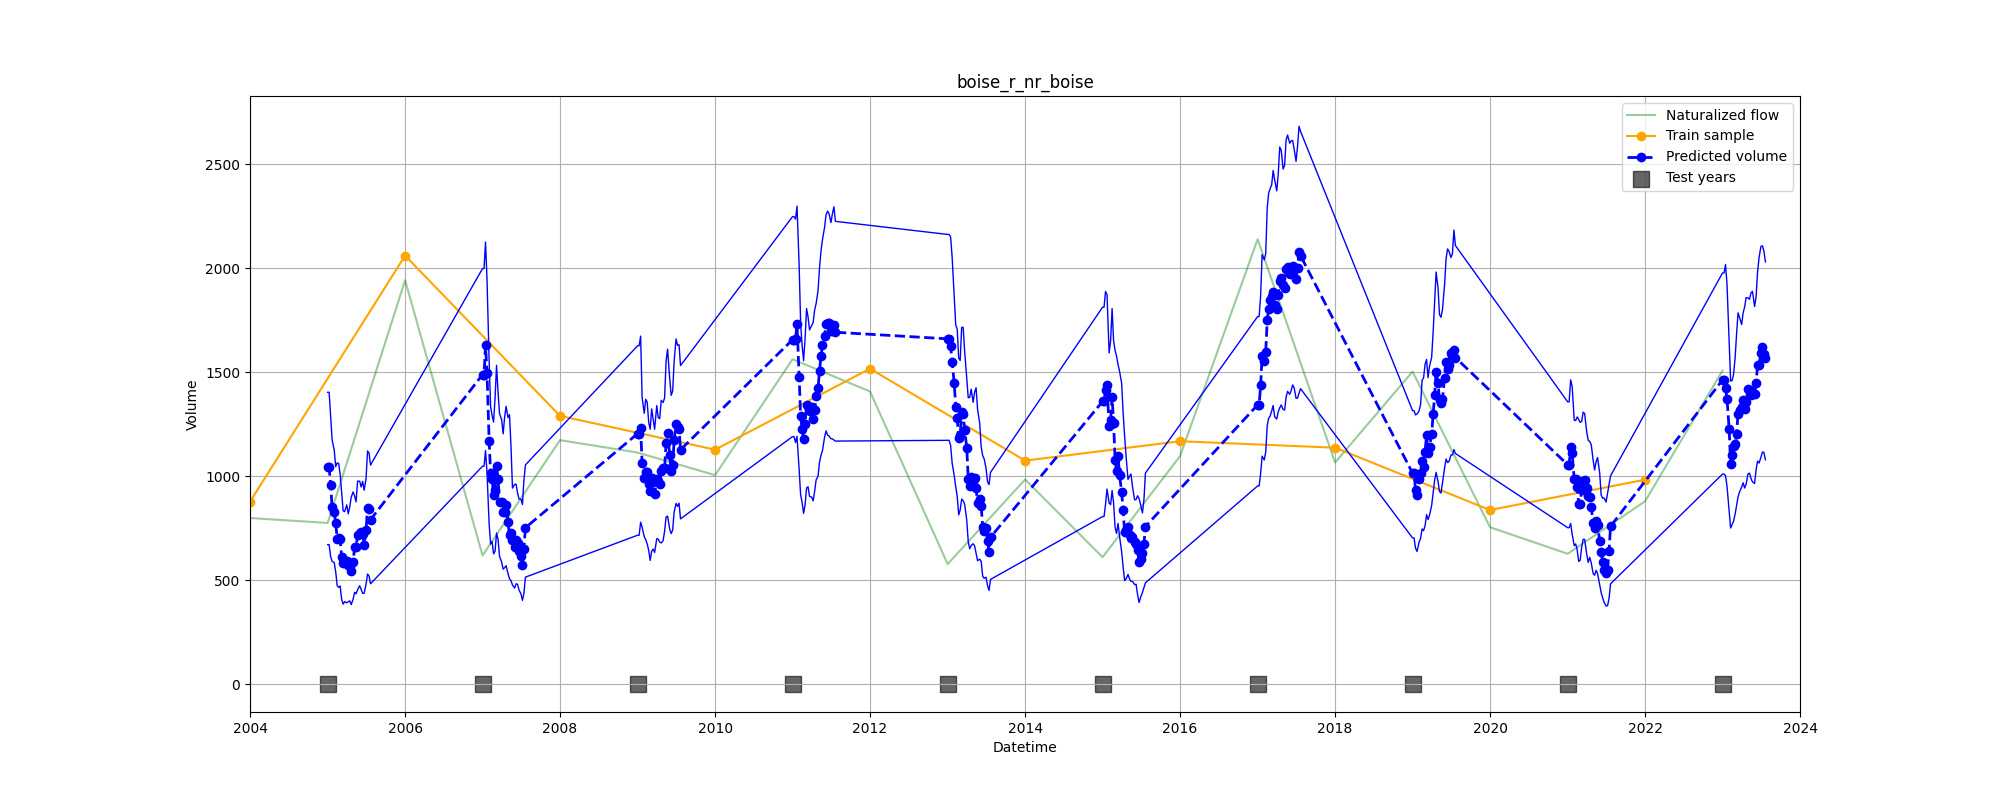 boise_r_nr_boise
Naturalized flow
Train sample
Predicted volume
Test years
Volume
2500
2000
1500
1000
500
0
2004 2006 2008 2010 2012 2014 2016 2018 2020 2022 2024
Datetime